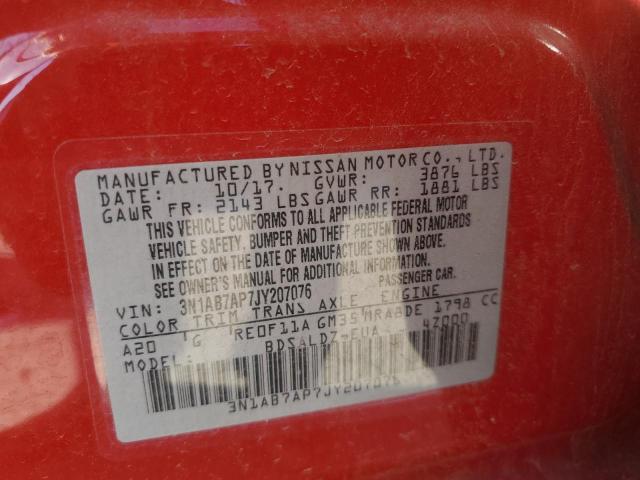 MANUFACTURED BY NISSAN MOTOR CO., LTD.
DATE: 10/17. GVWR: 3876 LBS
GAWR FR: 2143 LBS GAWR RR: 1881 LBS
THIS VEHICLE CONFORMS TO ALL APPLICABLE FEDERAL MOTOR
VEHICLE SAFETY, BUMPER AND THEFT PREVENTION STANDARDS
IN EFFECT ON THE DATE OF MANUFACTURE SHOWN ABOVE.
SEE OWNER'S MANUAL FOR ADDITIONAL INFORMATION.
VIN: 3N1AB7AP7JY207076 PASSENGER CAR.
COLOR TRIM TRANS AXLE ENGINE
A20 G RE0F11A GM35 MRA8DE 1798 CC
MODEL: BDSALDZ-EUA 4Z000
3N1AB7AP7JY207076